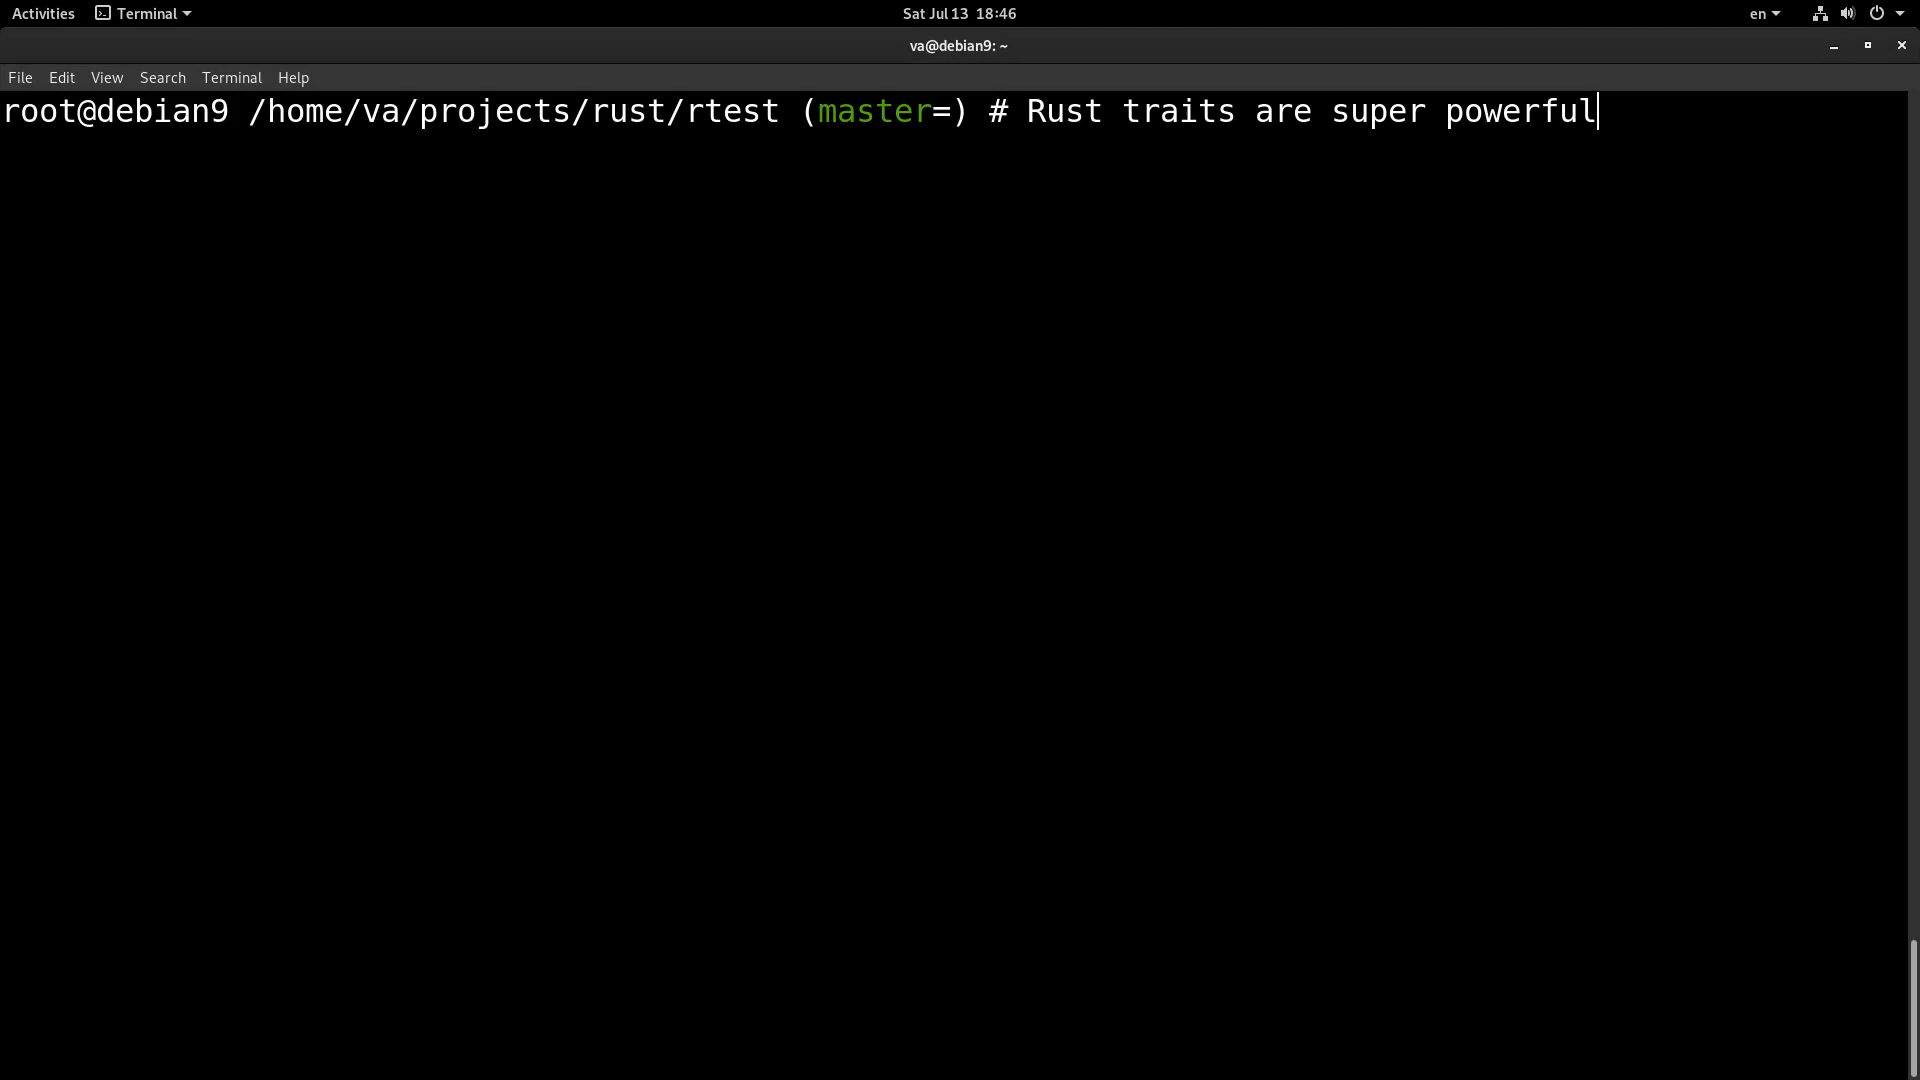 Activities Terminal Sat Jul 13 18:46 en
va@debian9: ~
File Edit View Search Terminal Help
root@debian9 /home/va/projects/rust/rtest (master=) # Rust traits are super powerful